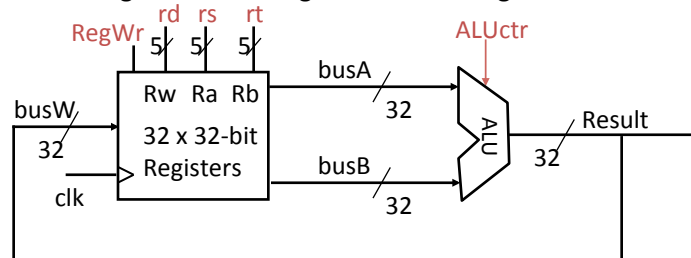 rd rs rt
RegWr ALUctr
5 5 5
busA
Rw Ra Rb
busW 32
32 x 32-bit ALU Result
32 32
Registers busB
clk 32